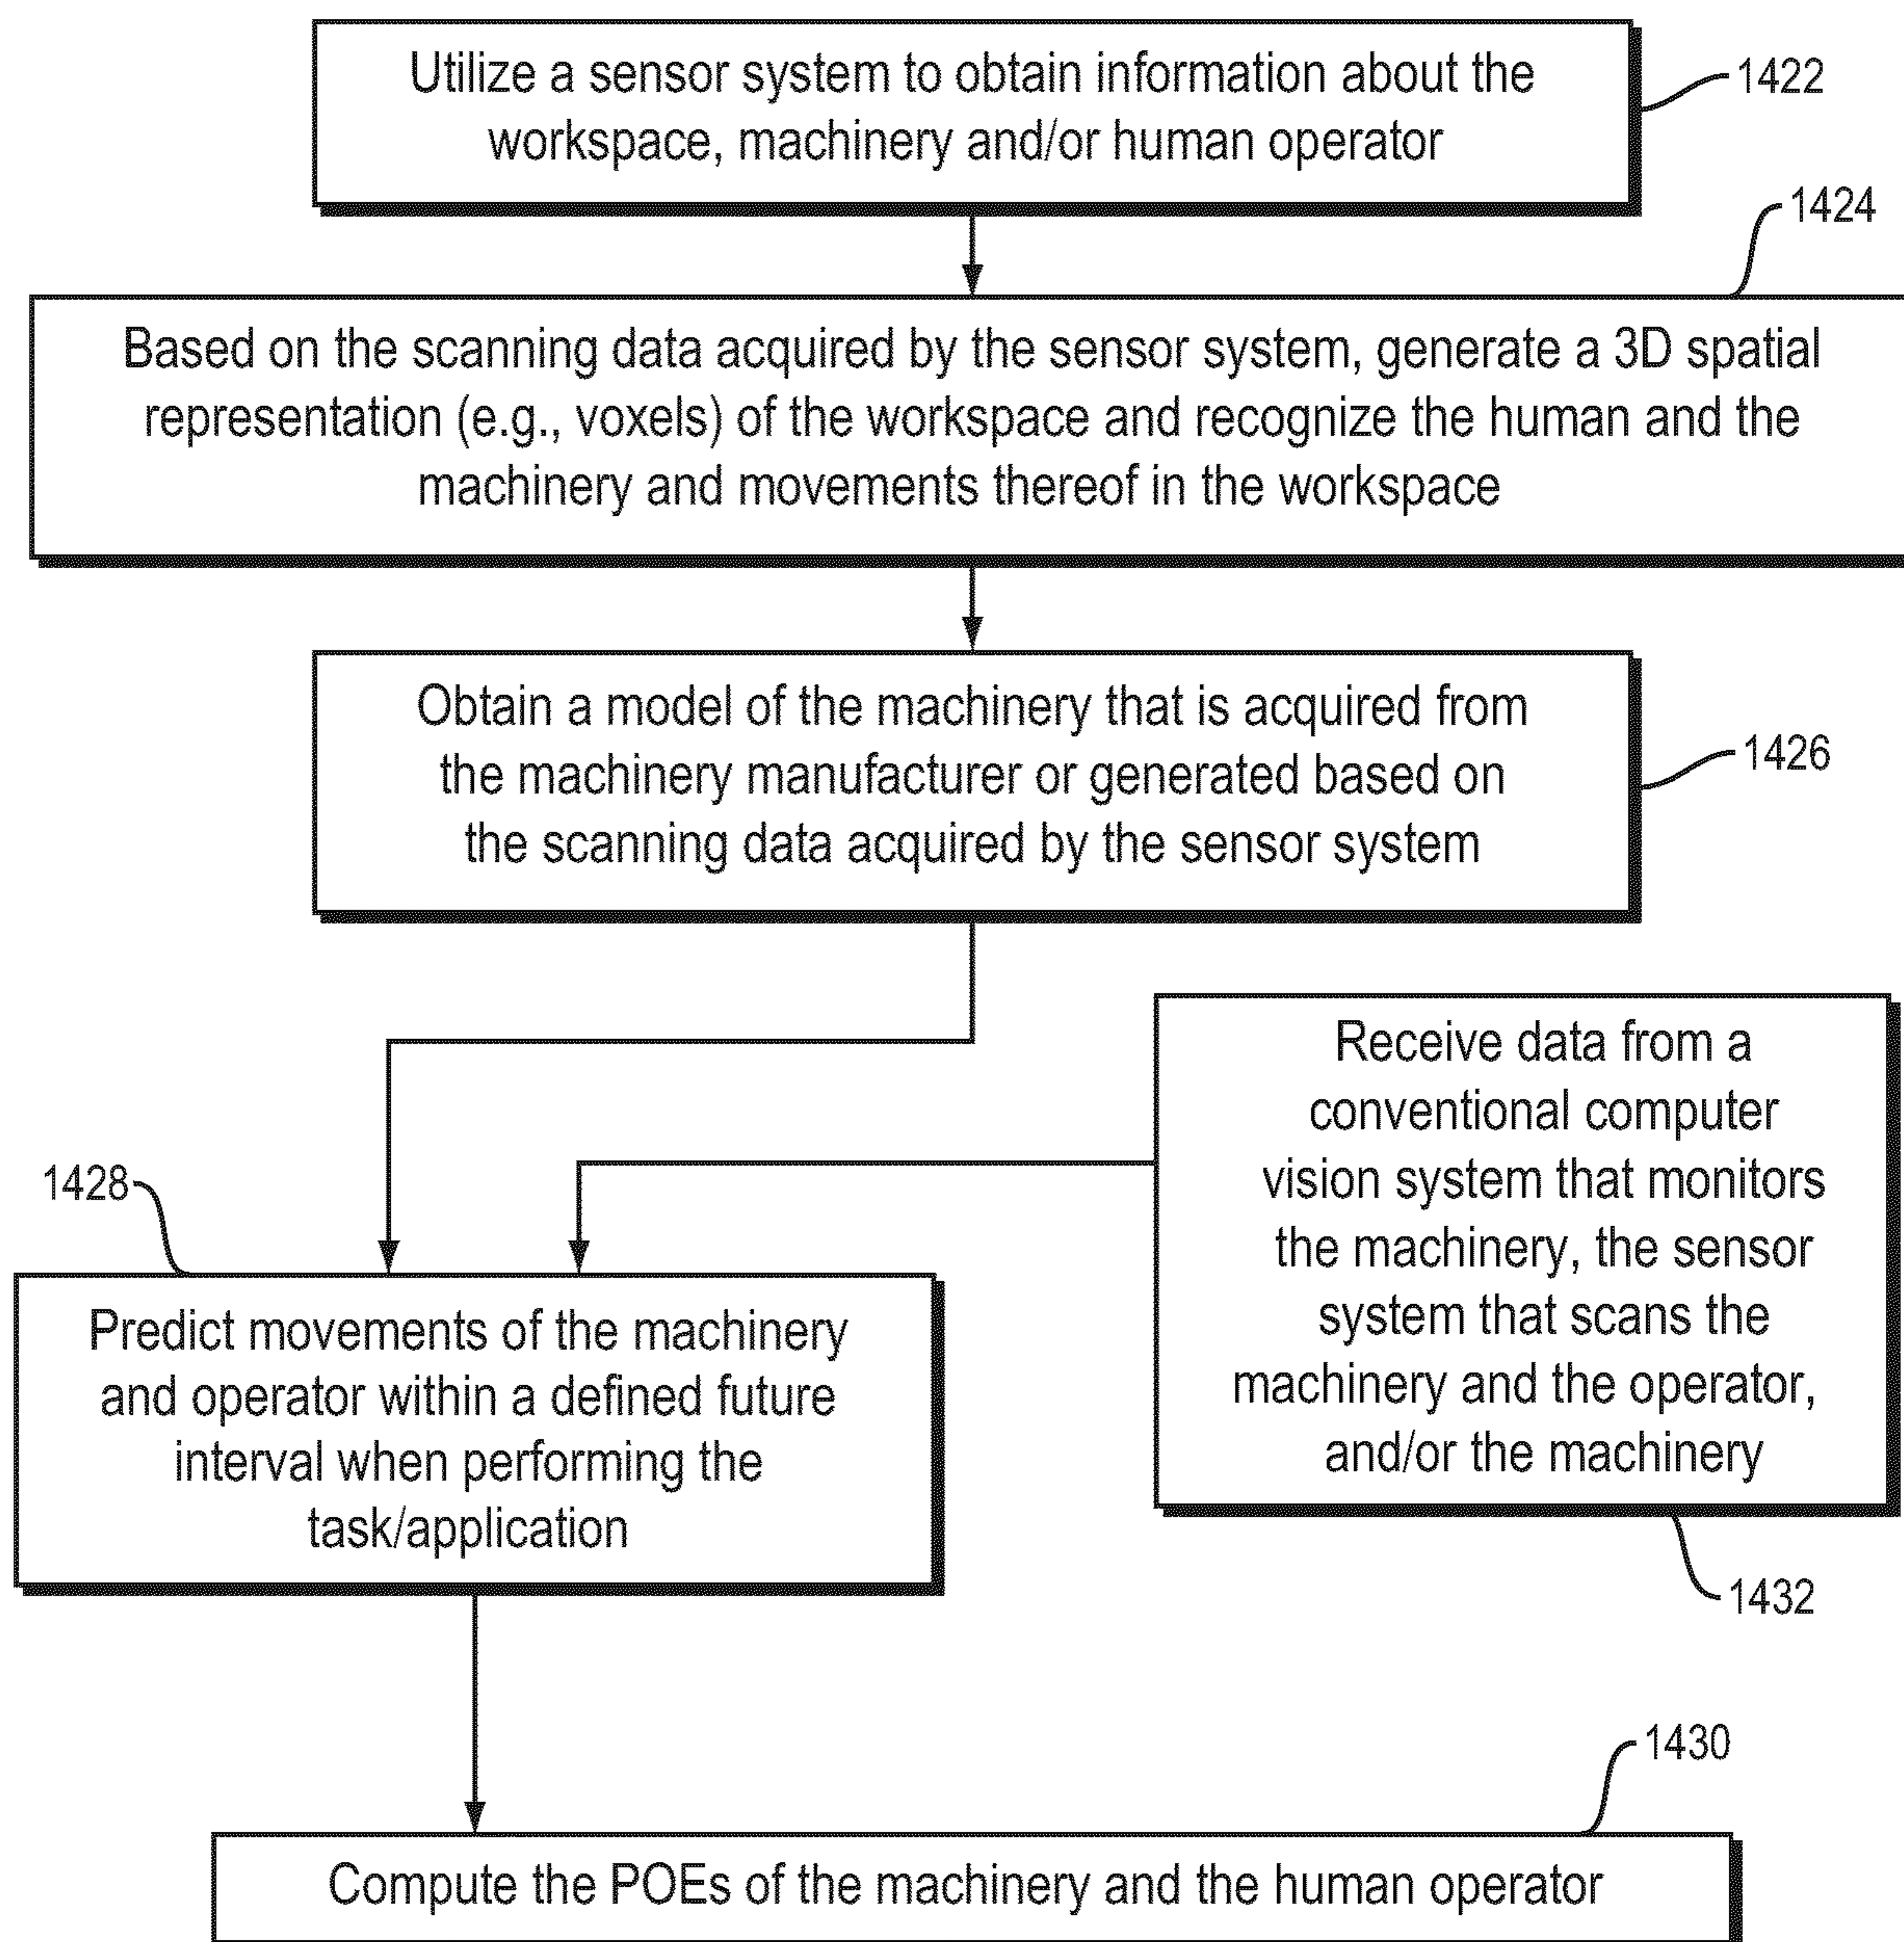 Utilize a sensor system to obtain information about the
workspace, machinery and/or human operator
1422
1424
Based on the scanning data acquired by the sensor system, generate a 3D spatial
representation (e.g., voxels) of the workspace and recognize the human and the
machinery and movements thereof in the workspace
Obtain a model of the machinery that is acquired from
the machinery manufacturer or generated based on
the scanning data acquired by the sensor system
1426
Receive data from a
conventional computer
vision system that monitors
the machinery, the sensor
system that scans the
machinery and the operator,
and/or the machinery
1432
1428
Predict movements of the machinery
and operator within a defined future
interval when performing the
task/application
1430
Compute the POEs of the machinery and the human operator